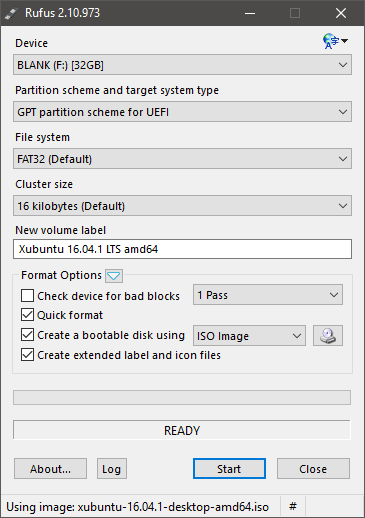 Rufus 2.10.973
Device
BLANK (F:) [32GB]
Partition scheme and target system type
GPT partition scheme for UEFI
File system
FAT32 (Default)
Cluster size
16 kilobytes (Default)
New volume label
Xubuntu 16.04.1 LTS amd64
Format Options
Check device for bad blocks 1 Pass
Quick format
Create a bootable disk using ISO Image
Create extended label and icon files
READY
About... Log Start Close
Using image: xubuntu-16.04.1-desktop-amd64.iso #